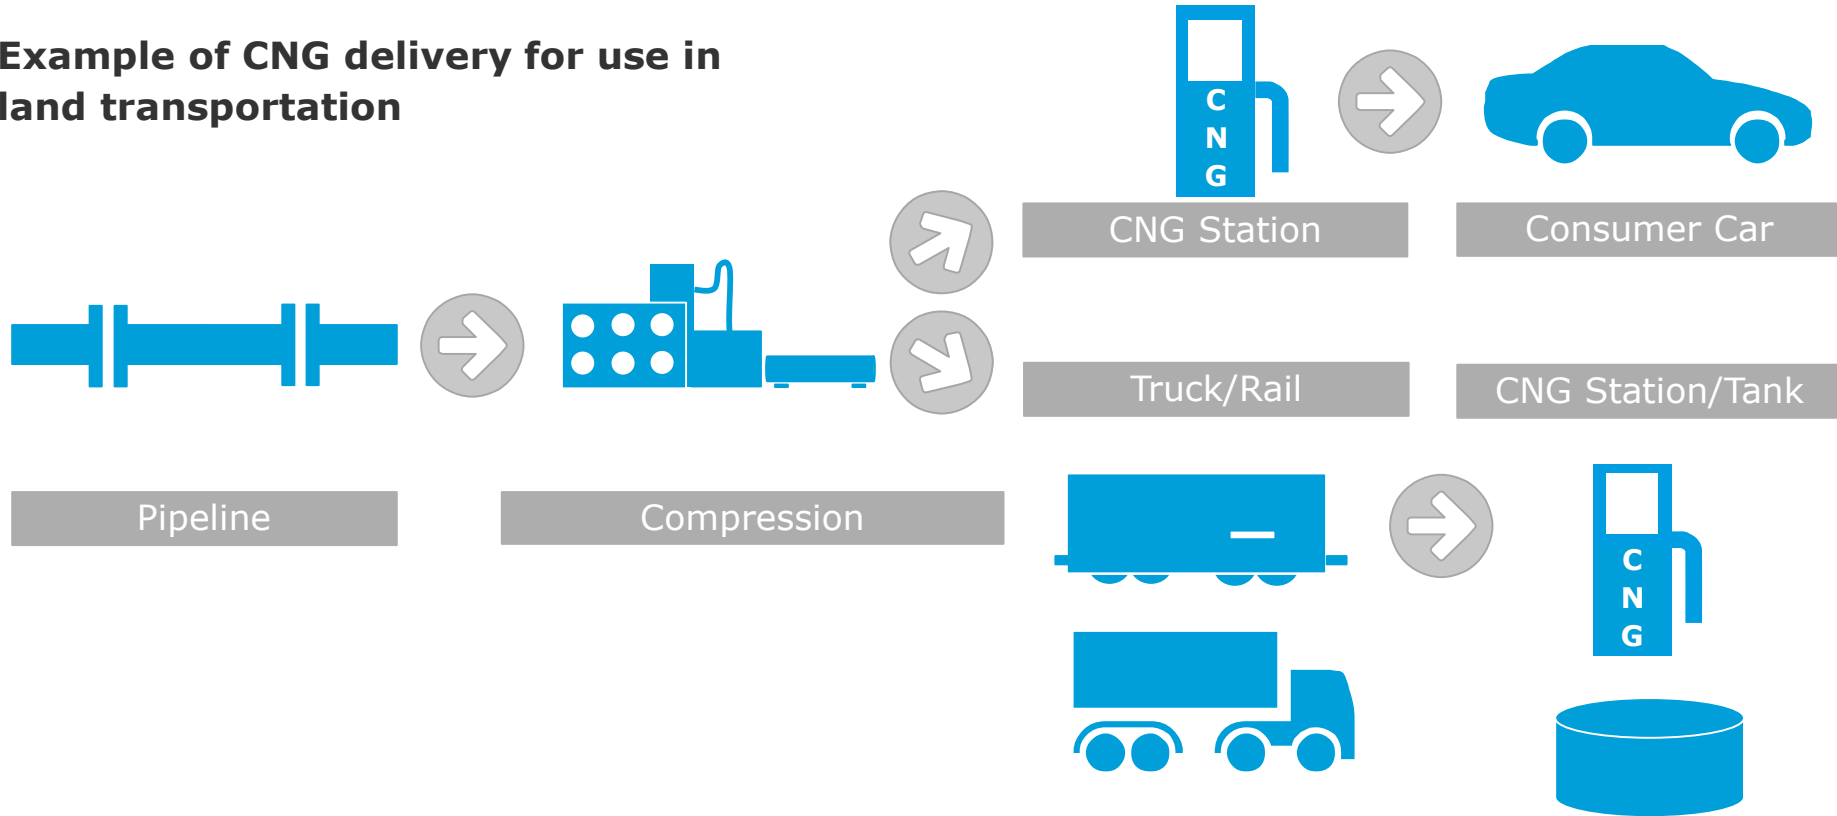 Example of CNG delivery for use in
land transportation
C
N
G
CNG Station
Consumer Car
Truck/Rail
CNG Station/Tank
Pipeline
Compression
C
N
G